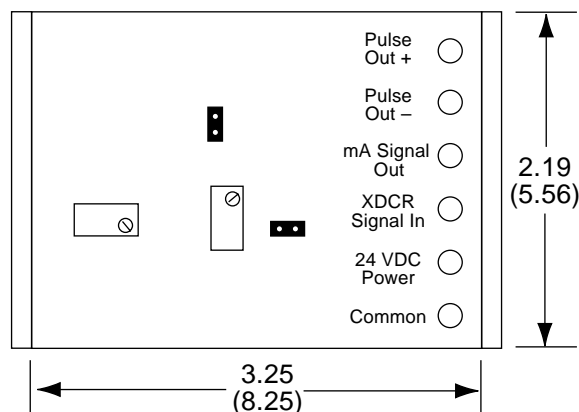 Pulse
Out +
Pulse
Out –
mA Signal
Out
XDCR
Signal In
24 VDC
Power
Common
2.19
(5.56)
3.25
(8.25)